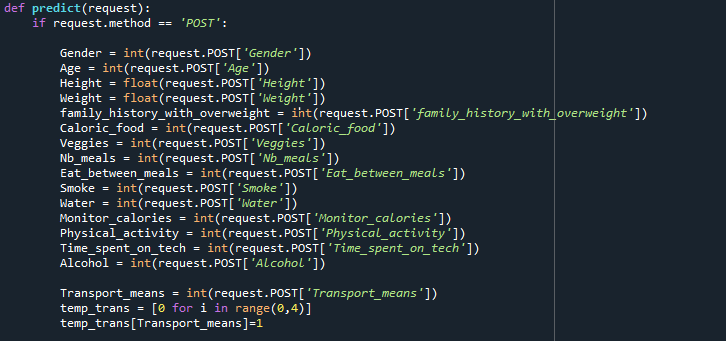 def predict(request):
    if request.method == 'POST':
        Gender = int(request.POST['Gender'])
        Age = int(request.POST['Age'])
        Height = float(request.POST['Height'])
        Weight = float(request.POST['Weight'])
        family_history_with_overweight = int(request.POST['family_history_with_overweight'])
        Caloric_food = int(request.POST['Caloric_food'])
        Veggies = int(request.POST['Veggies'])
        Nb_meals = int(request.POST['Nb_meals'])
        Eat_between_meals = int(request.POST['Eat_between_meals'])
        Smoke = int(request.POST['Smoke'])
        Water = int(request.POST['Water'])
        Monitor_calories = int(request.POST['Monitor_calories'])
        Physical_activity = int(request.POST['Physical_activity'])
        Time_spent_on_tech = int(request.POST['Time_spent_on_tech'])
        Alcohol = int(request.POST['Alcohol'])
        Transport_means = int(request.POST['Transport_means'])
        temp_trans = [0 for i in range(0,4)]
        temp_trans[Transport_means]=1